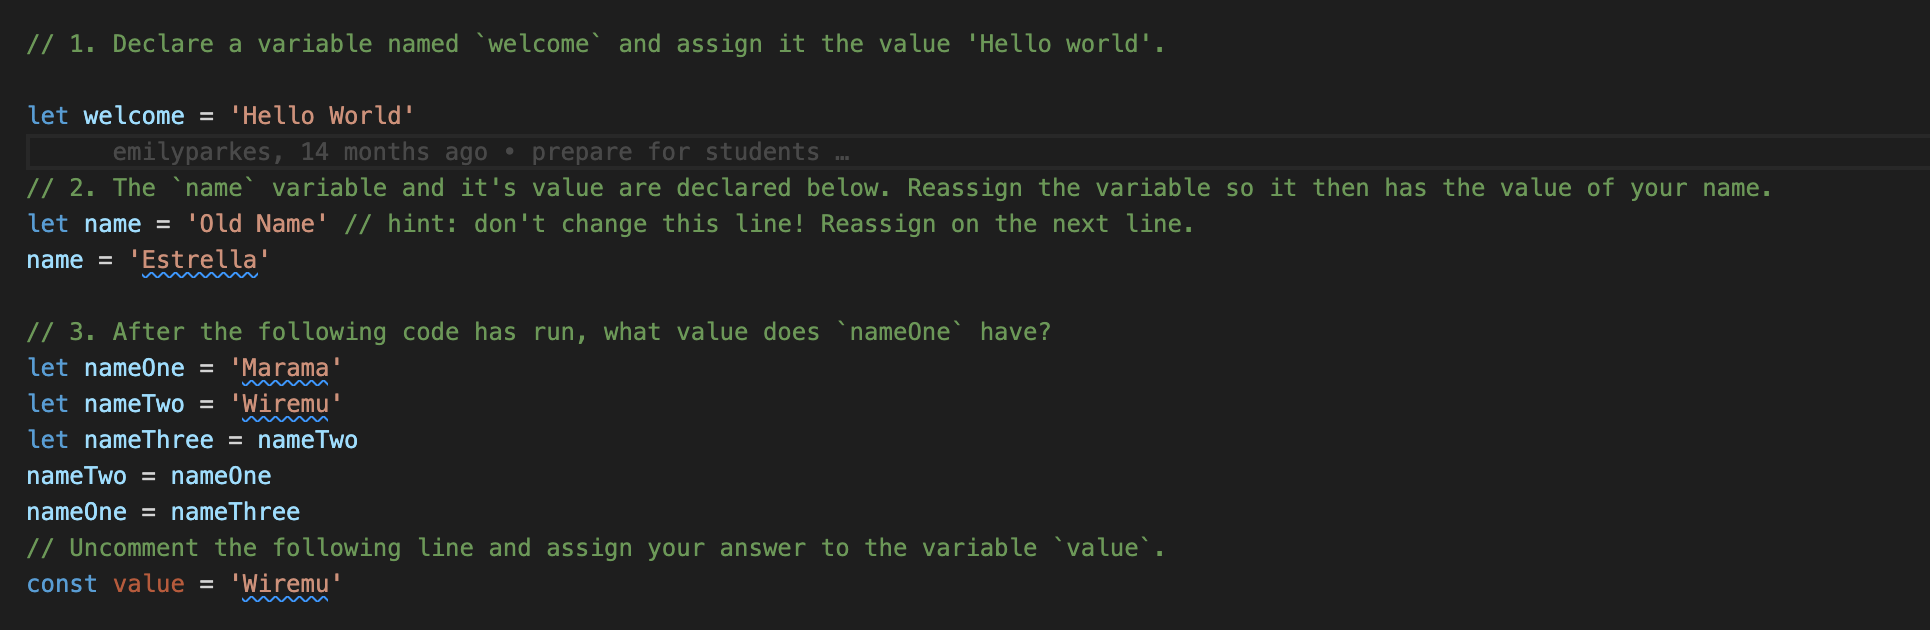 // 1. Declare a variable named `welcome` and assign it the value 'Hello world'.
let welcome = 'Hello World'
emilyparkes, 14 months ago • prepare for students …
// 2. The `name` variable and it's value are declared below. Reassign the variable so it then has the value of your name.
let name = 'Old Name' // hint: don't change this line! Reassign on the next line.
name = 'Estrella'
// 3. After the following code has run, what value does `nameOne` have?
let nameOne = 'Marama'
let nameTwo = 'Wiremu'
let nameThree = nameTwo
nameTwo = nameOne
nameOne = nameThree
// Uncomment the following line and assign your answer to the variable `value`.
const value = 'Wiremu'